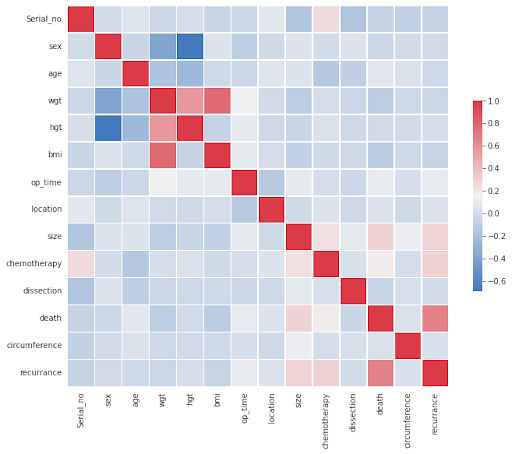 Serial_no
sex
age
wgt
hgt
bmi
op_time
location
size
chemotherapy
dissection
death
circumference
recurrance
Serial_no
sex
age
wgt
hgt
bmi
op_time
location
size
chemotherapy
dissection
death
circumference
recurrance
1.0
0.8
0.6
0.4
0.2
0.0
−0.2
−0.4
−0.6